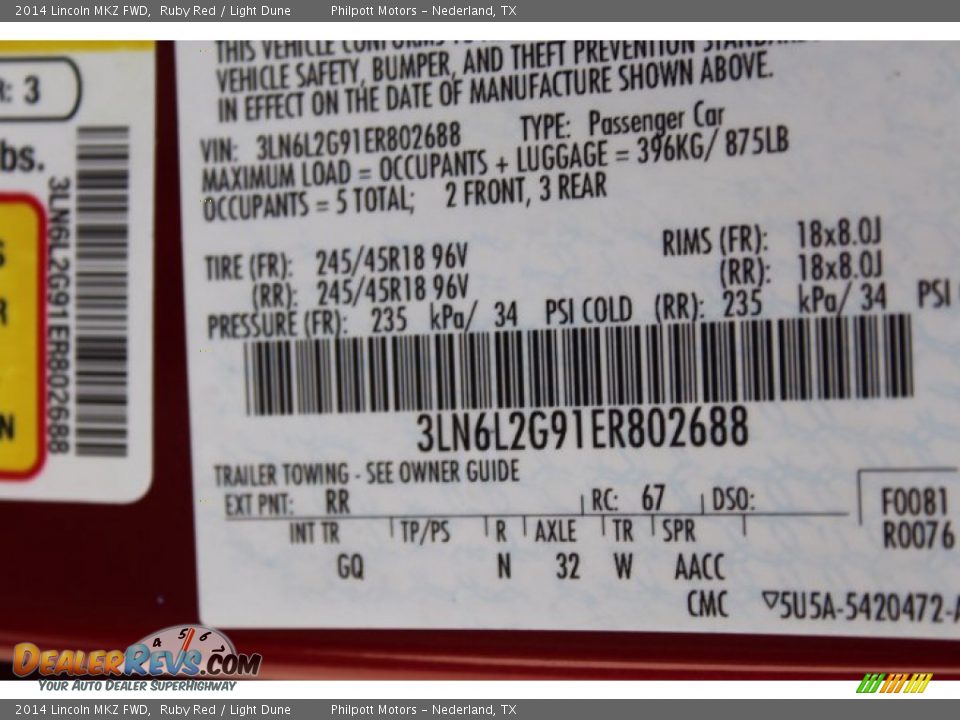 2014 Lincoln MKZ FWD, Ruby Red / Light Dune Philpott Motors - Nederland, TX
THIS VEHICLE CONFORMS
VEHICLE SAFETY, BUMPER, AND THEFT PREVENTION
IN EFFECT ON THE DATE OF MANUFACTURE SHOWN ABOVE.
R: 3
bs.
3LN6L2G91ER802688
VIN: 3LN6L2G91ER802688 TYPE: Passenger Car
MAXIMUM LOAD = OCCUPANTS + LUGGAGE = 396KG/ 875LB
OCCUPANTS = 5 TOTAL; 2 FRONT, 3 REAR
TIRE (FR): 245/45R18 96V RIMS (FR): 18x8.0J
(RR): 245/45R18 96V (RR): 18x8.0J
PRESSURE (FR): 235 kPa/ 34 PSI COLD (RR): 235 kPa/ 34 PSI
3LN6L2G91ER802688
TRAILER TOWING - SEE OWNER GUIDE
EXT PNT: RR RC: 67 DSO: F0081
INT TR TP/PS R AXLE TR SPR R0076
GQ N 32 W AACC
CMC ▽5U5A-5420472-A
4 5 6
DEALERREVS.COM
YOUR AUTO DEALER SUPERHIGHWAY
2014 Lincoln MKZ FWD, Ruby Red / Light Dune Philpott Motors - Nederland, TX